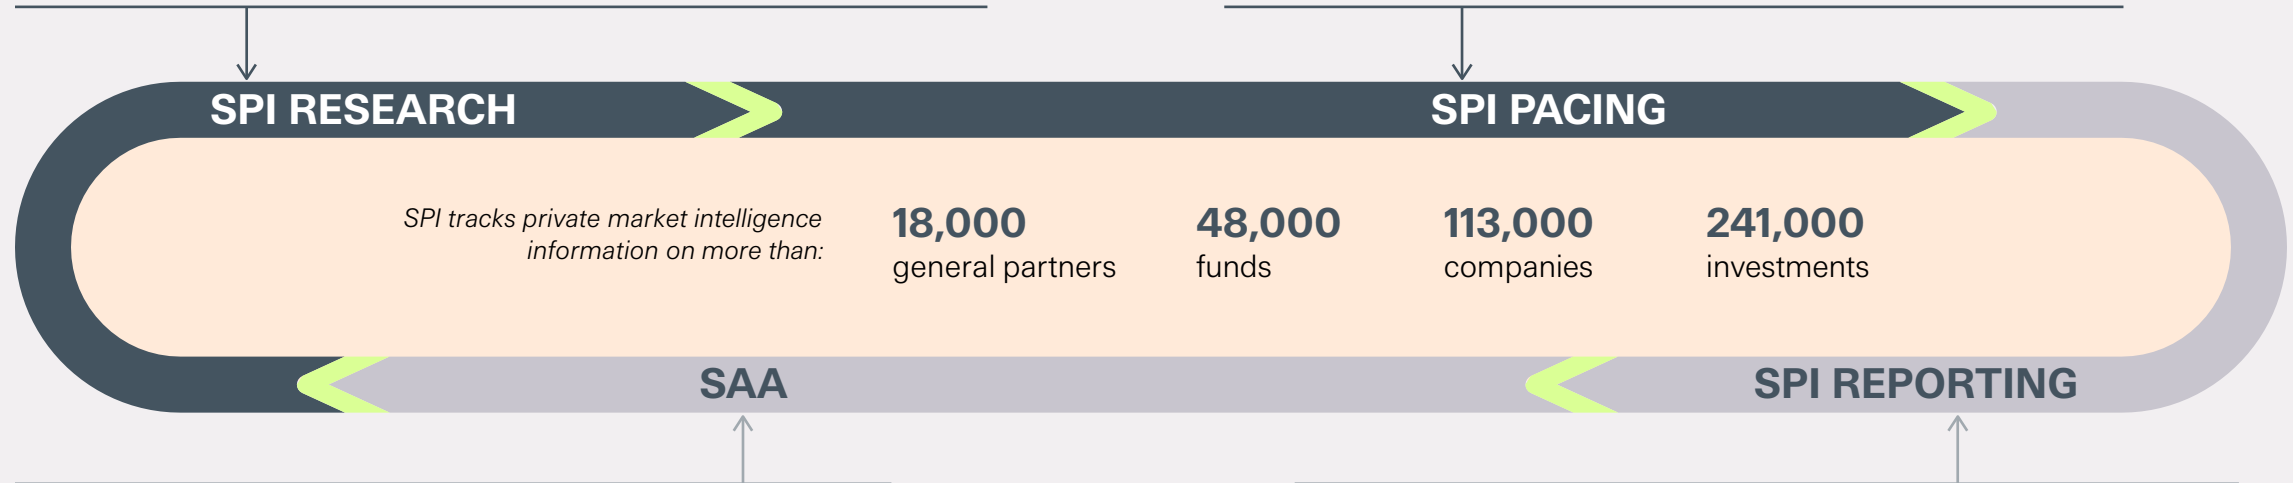 SPI RESEARCH
SPI PACING
SPI tracks private market intelligence
information on more than:
18,000
general partners
48,000
funds
113,000
companies
241,000
investments
SAA
SPI REPORTING